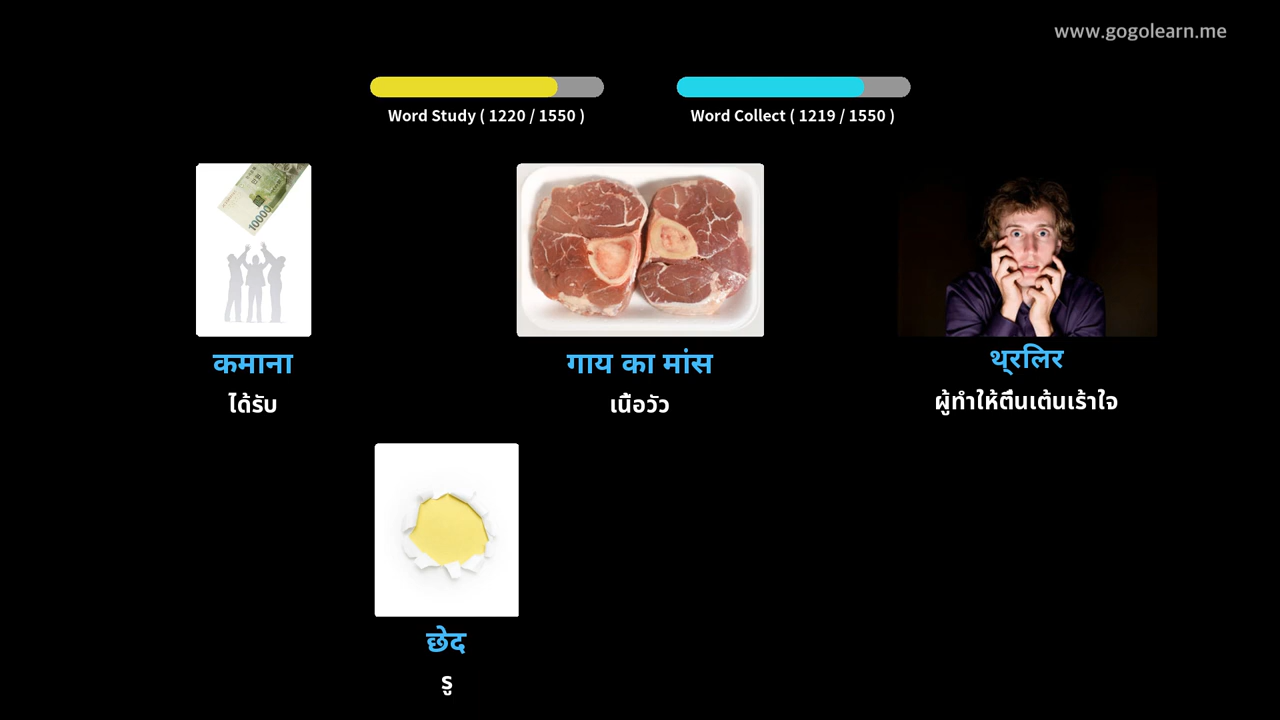 www.gogolearn.me
Word Study ( 1220 / 1550 )
Word Collect ( 1219 / 1550 )
10000
कमाना
गाय का मांस
थ्रलिर
ได้รับ
เนื้อวัว
ผู้ทำให้ตื่นเต้นเร้าใจ
छेद
รู